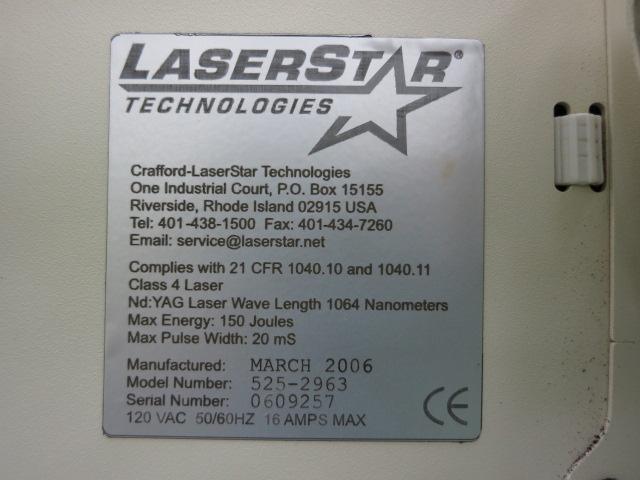 LASERSTAR®
TECHNOLOGIES
Crafford-LaserStar Technologies
One Industrial Court, P.O. Box 15155
Riverside, Rhode Island 02915 USA
Tel: 401-438-1500 Fax: 401-434-7260
Email: service@laserstar.net
Complies with 21 CFR 1040.10 and 1040.11
Class 4 Laser
Nd:YAG Laser Wave Length 1064 Nanometers
Max Energy: 150 Joules
Max Pulse Width: 20 mS
Manufactured: MARCH 2006
Model Number: 525-2963
Serial Number: 0609257
120 VAC 50/60HZ 16 AMPS MAX
CE